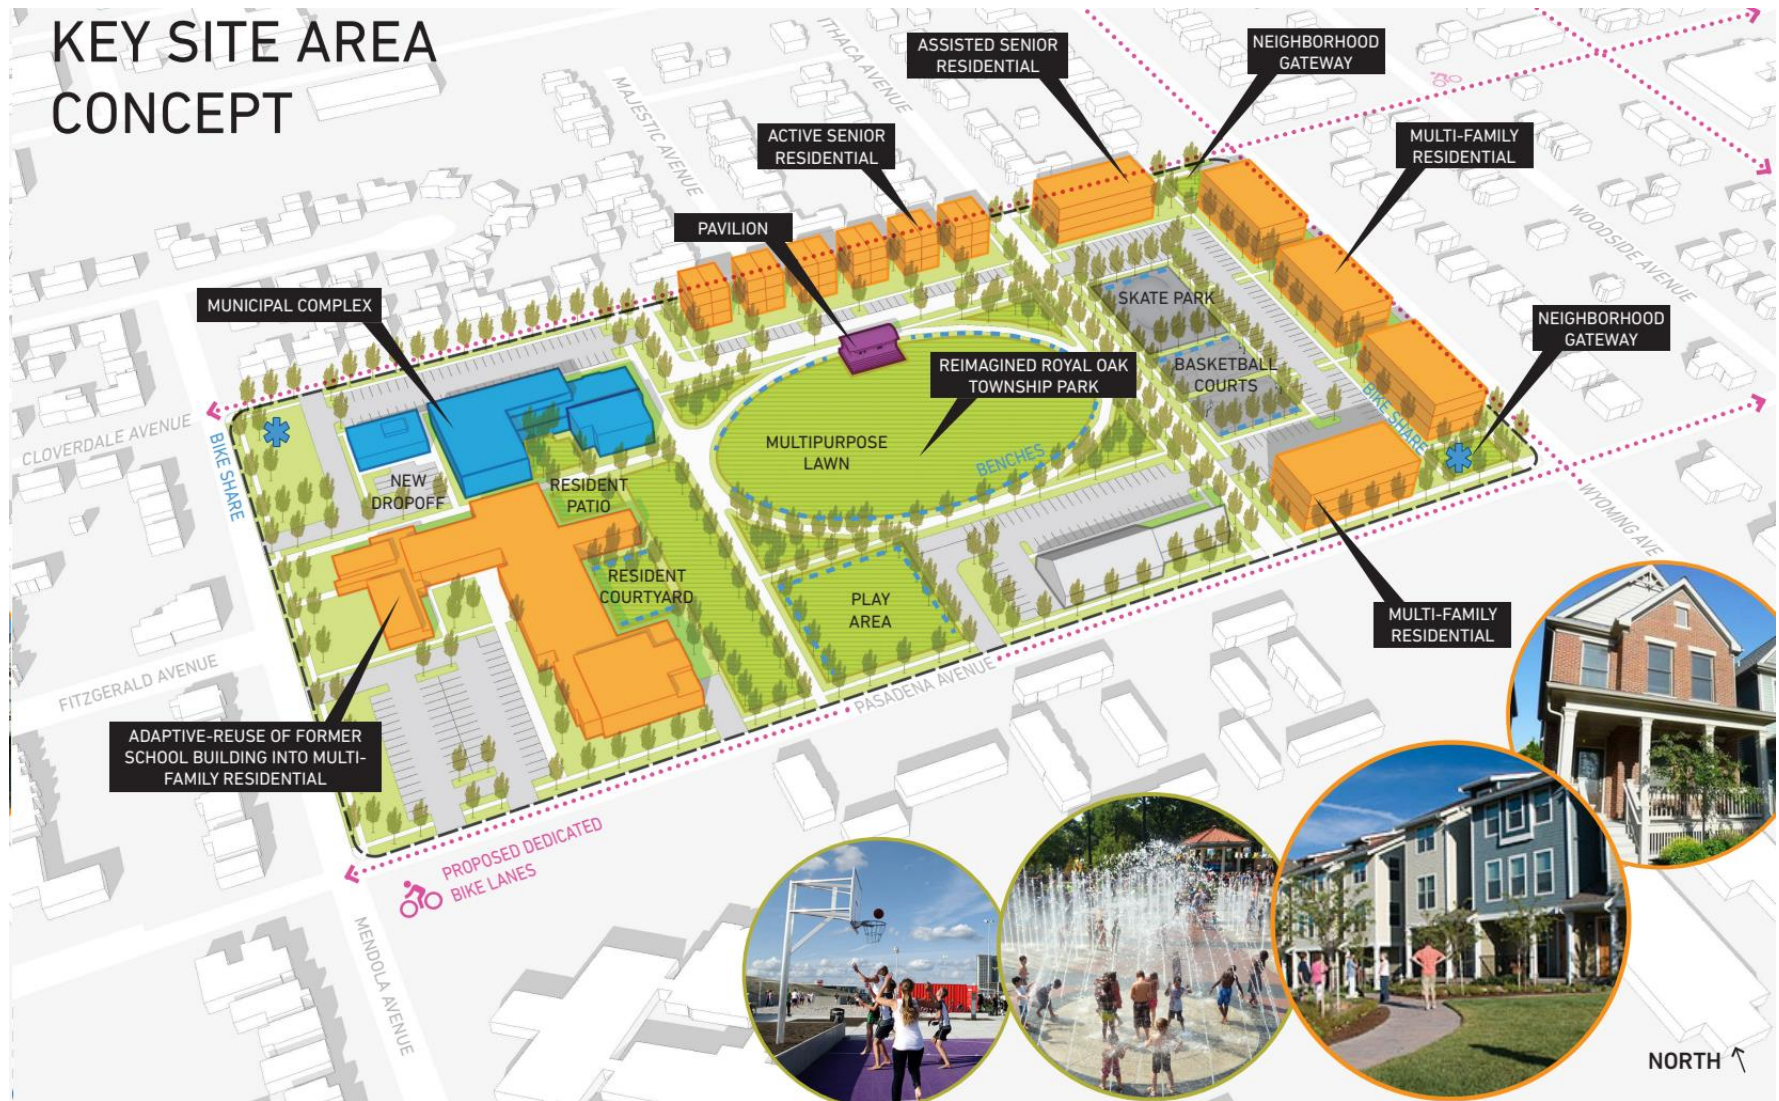 KEY SITE AREA
CONCEPT
ITHACA AVENUE
MAJESTIC AVENUE
ASSISTED SENIOR
RESIDENTIAL
NEIGHBORHOOD
GATEWAY
ACTIVE SENIOR
RESIDENTIAL
MULTI-FAMILY
RESIDENTIAL
PAVILION
WOODSIDE AVENUE
MUNICIPAL COMPLEX
SKATE PARK
NEIGHBORHOOD
GATEWAY
REIMAGINED ROYAL OAK
TOWNSHIP PARK
BASKETBALL
COURTS
BIKE SHARE
CLOVERDALE AVENUE
BIKE SHARE
MULTIPURPOSE
LAWN
BENCHES
NEW
DROPOFF
RESIDENT
PATIO
WYOMING AVE
RESIDENT
COURTYARD
PLAY
AREA
MULTI-FAMILY
RESIDENTIAL
FITZGERALD AVENUE
PASADENA AVENUE
ADAPTIVE-REUSE OF FORMER
SCHOOL BUILDING INTO MULTI-
FAMILY RESIDENTIAL
PROPOSED DEDICATED
BIKE LANES
MENDOLA AVENUE
NORTH